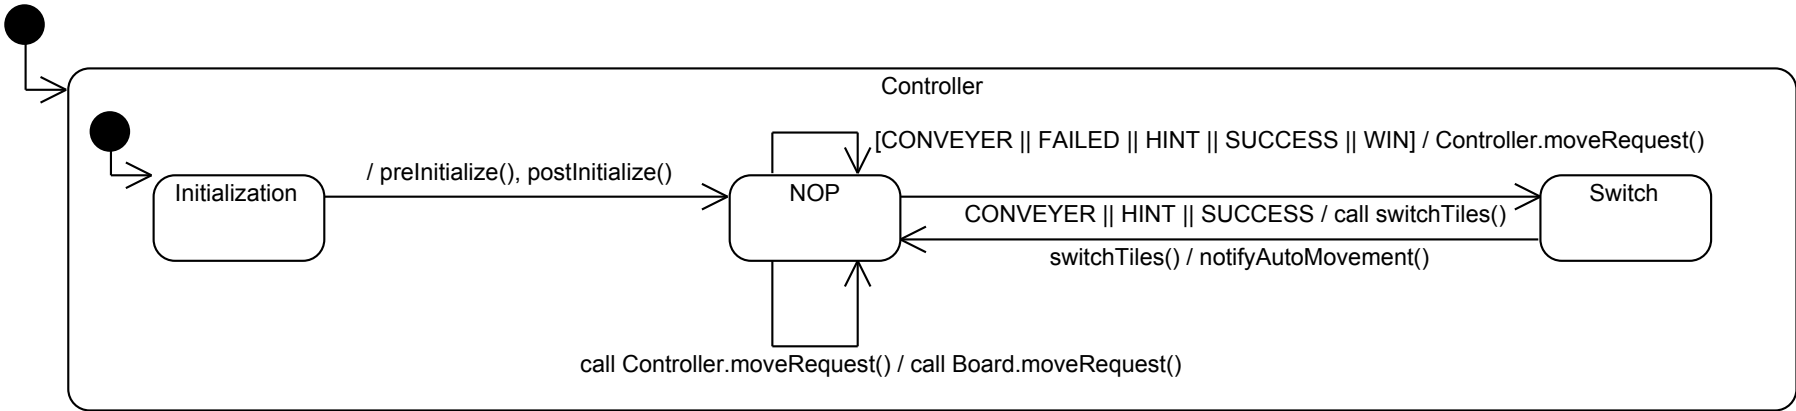 Controller
[CONVEYER || FAILED || HINT || SUCCESS || WIN] / Controller.moveRequest()
/ preInitialize(), postInitialize()
Initialization
NOP
Switch
CONVEYER || HINT || SUCCESS / call switchTiles()
switchTiles() / notifyAutoMovement()
call Controller.moveRequest() / call Board.moveRequest()